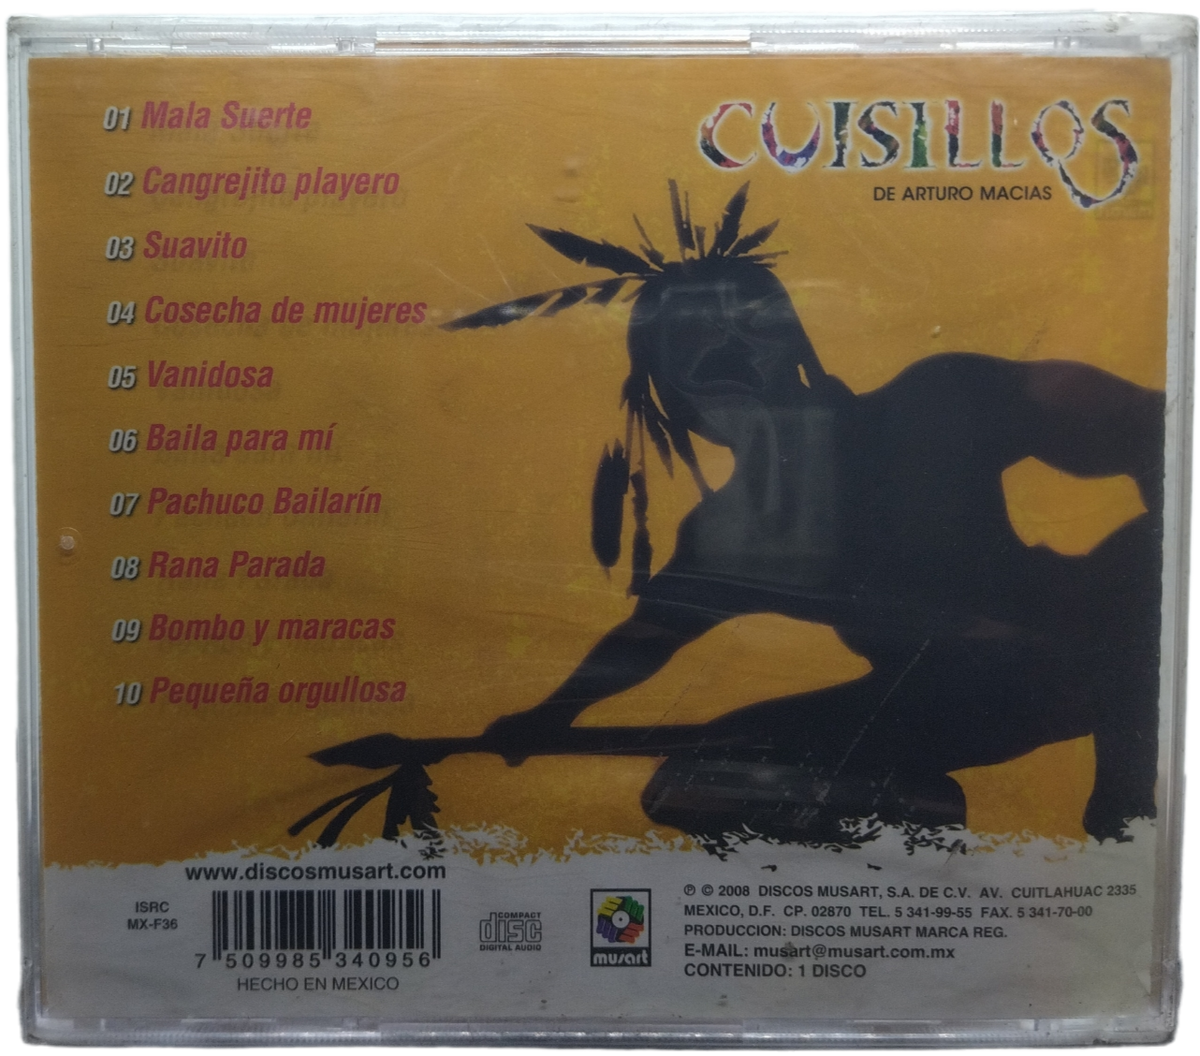 01 Mala Suerte
02 Cangrejito playero
03 Suavito
04 Cosecha de mujeres
05 Vanidosa
06 Baila para mí
07 Pachuco Bailarín
08 Rana Parada
09 Bombo y maracas
10 Pequeña orgullosa
CUISILLOS
DE ARTURO MACIAS
www.discosmusart.com
ISRC
MX-F36
7 509985 340956
HECHO EN MEXICO
COMPACT
disc
DIGITAL AUDIO
musart
℗ © 2008 DISCOS MUSART, S.A. DE C.V. AV. CUITLAHUAC 2335
MEXICO, D.F. CP. 02870 TEL. 5 341-99-55 FAX. 5 341-70-00
PRODUCCION: DISCOS MUSART MARCA REG.
E-MAIL: musart@musart.com.mx
CONTENIDO: 1 DISCO